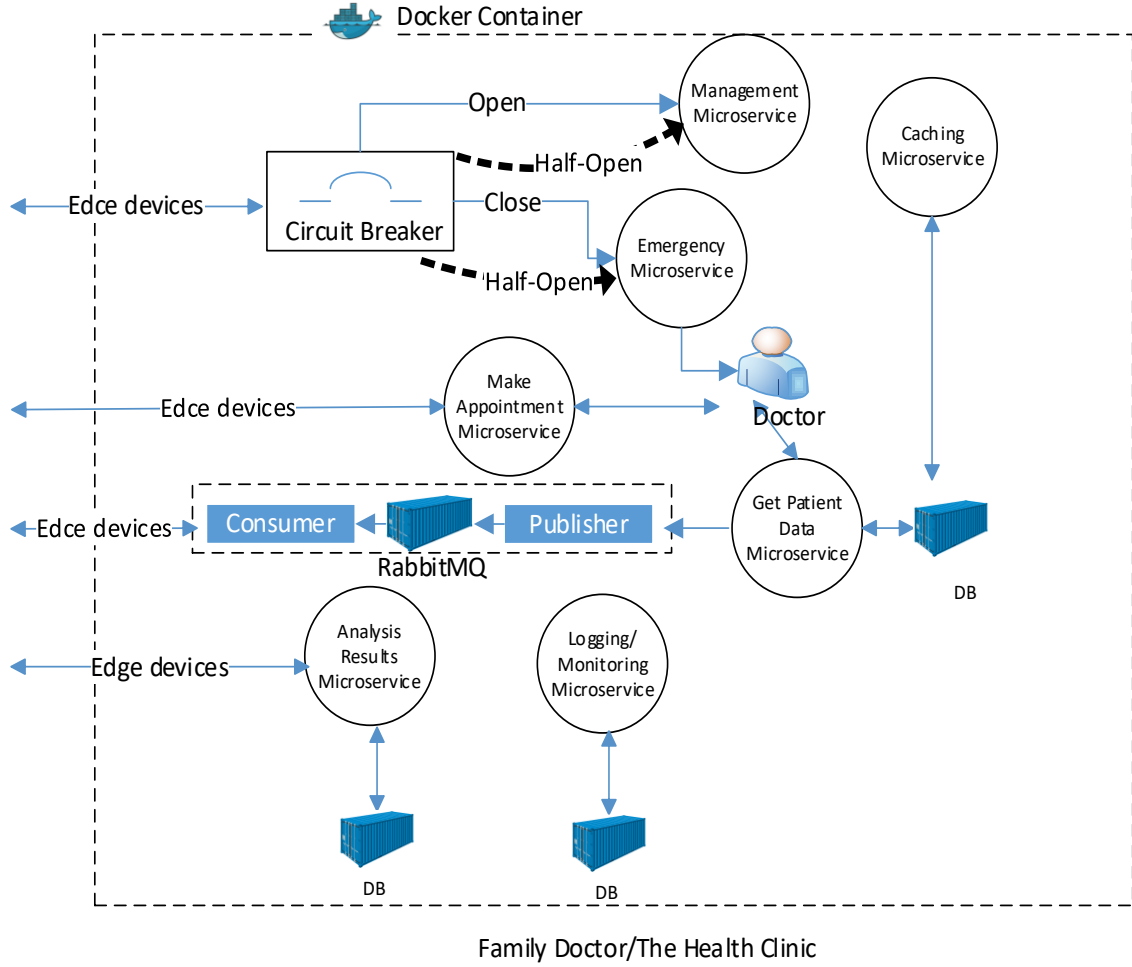 Docker Container
Management
Microservice
Open
Caching
Microservice
Half-Open
Edce devices
Close
Circuit Breaker
Emergency
Microservice
Half-Open
Make
Appointment
Microservice
Edce devices
Doctor
Get Patient
Data
Microservice
Edce devices
Consumer
Publisher
RabbitMQ
DB
Analysis
Results
Microservice
Logging/
Monitoring
Microservice
Edge devices
DB
DB
Family Doctor/The Health Clinic